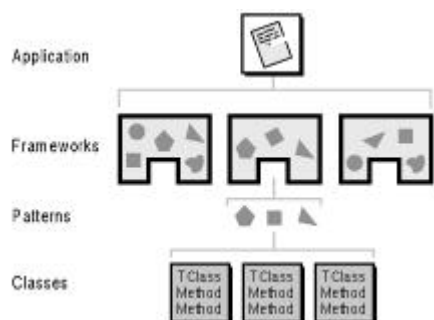 Application
Frameworks
Patterns
Classes
TClass TClass TClass
Method Method Method
Method Method Method